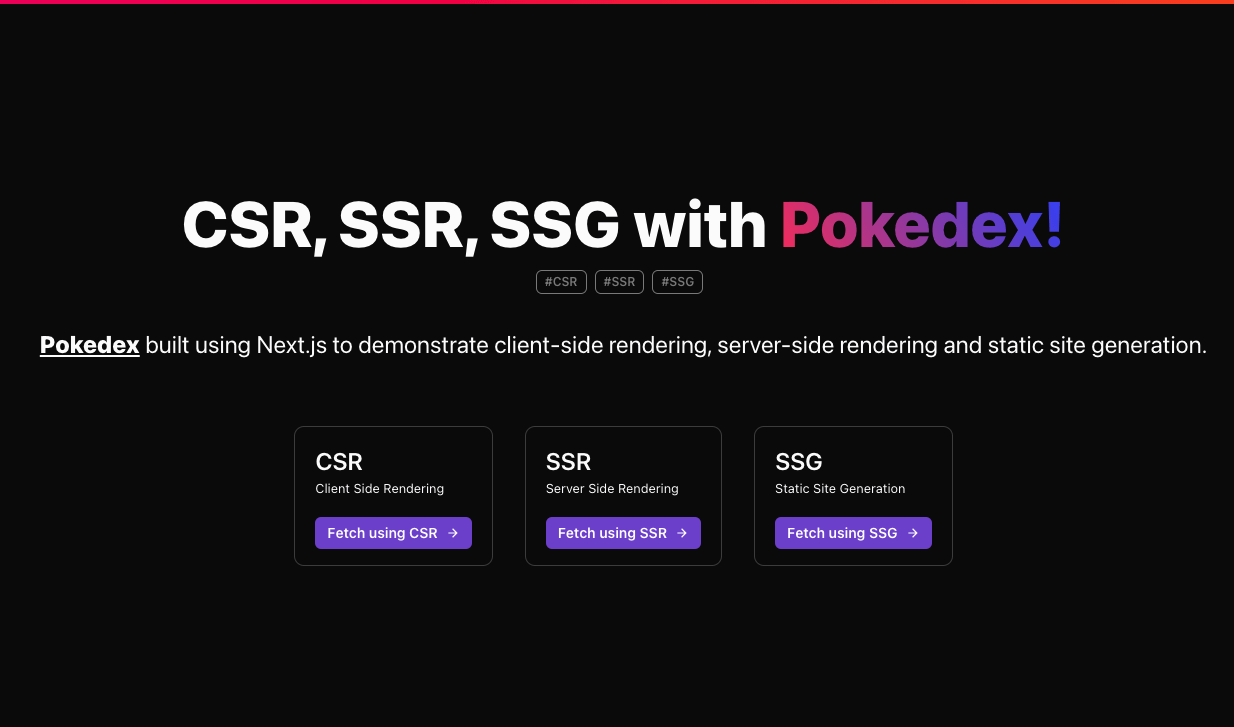 CSR, SSR, SSG with Pokedex!
#CSR #SSR #SSG
Pokedex built using Next.js to demonstrate client-side rendering, server-side rendering and static site generation.
CSR
Client Side Rendering
Fetch using CSR →
SSR
Server Side Rendering
Fetch using SSR →
SSG
Static Site Generation
Fetch using SSG →